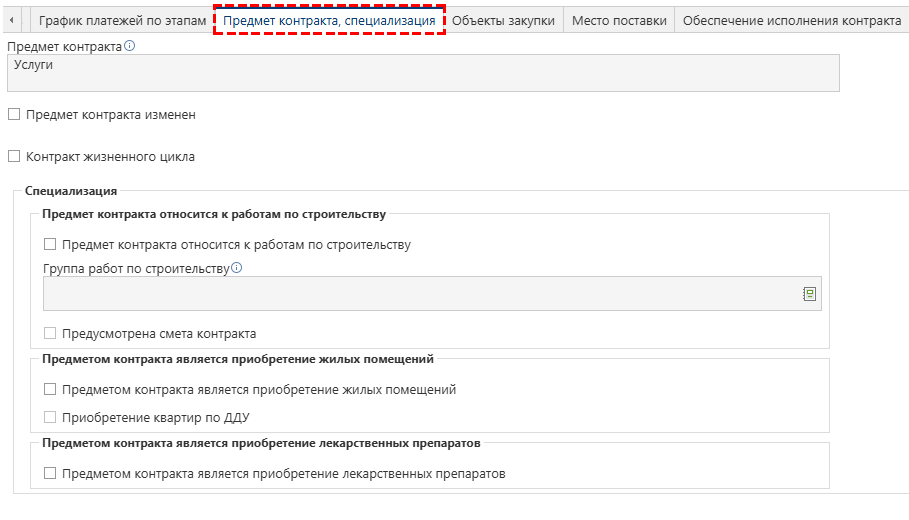 График платежей по этапам Предмет контракта, специализация Объекты закупки Место поставки Обеспечение исполнения контракта
Предмет контракта
Услуги
Предмет контракта изменен
Контракт жизненного цикла
Специализация
Предмет контракта относится к работам по строительству
Предмет контракта относится к работам по строительству
Группа работ по строительству
Предусмотрена смета контракта
Предметом контракта является приобретение жилых помещений
Предметом контракта является приобретение жилых помещений
Приобретение квартир по ДДУ
Предметом контракта является приобретение лекарственных препаратов
Предметом контракта является приобретение лекарственных препаратов